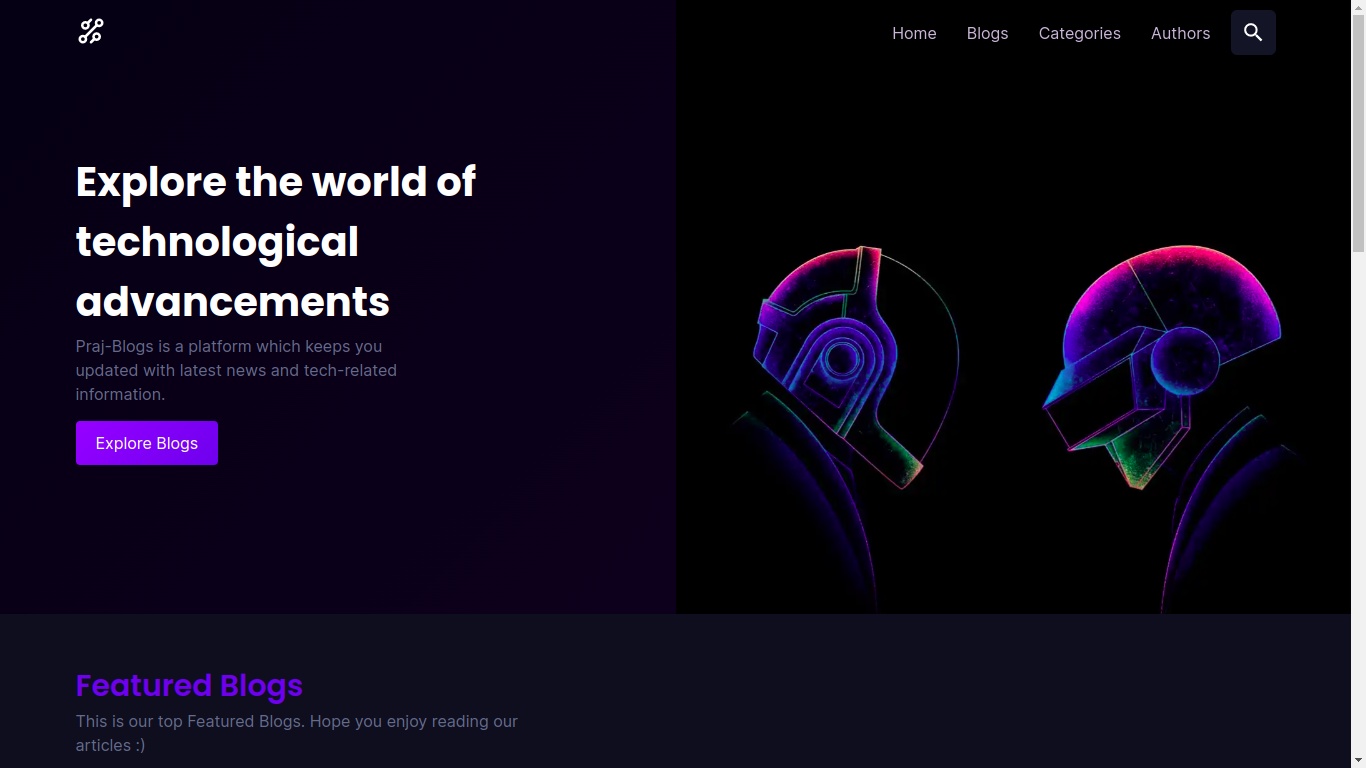 Home Blogs Categories Authors
Explore the world of
technological
advancements
Praj-Blogs is a platform which keeps you
updated with latest news and tech-related
information.
Explore Blogs
Featured Blogs
This is our top Featured Blogs. Hope you enjoy reading our
articles :)